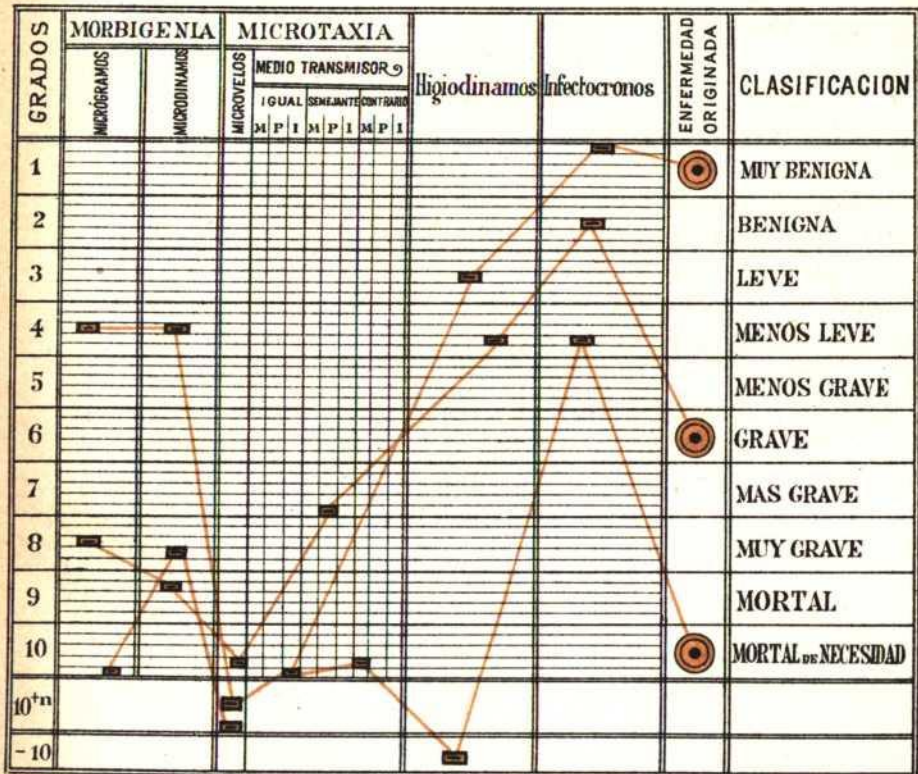 GRADOS
MORBIGENIA
MICRÓGRAMOS
MICRODINAMOS
MICROTAXIA
MICROVELOS
MEDIO TRANSMISOR
IGUAL SEMEJANTE CONTRARIO
M P I M P I M P I
Higiodinamos
Infectocronos
ENFERMEDAD
ORIGINADA
CLASIFICACION
1 MUY BENIGNA
2 BENIGNA
3 LEVE
4 MENOS LEVE
5 MENOS GRAVE
6 GRAVE
7 MAS GRAVE
8 MUY GRAVE
9 MORTAL
10 MORTAL DE NECESIDAD
10+n
-10